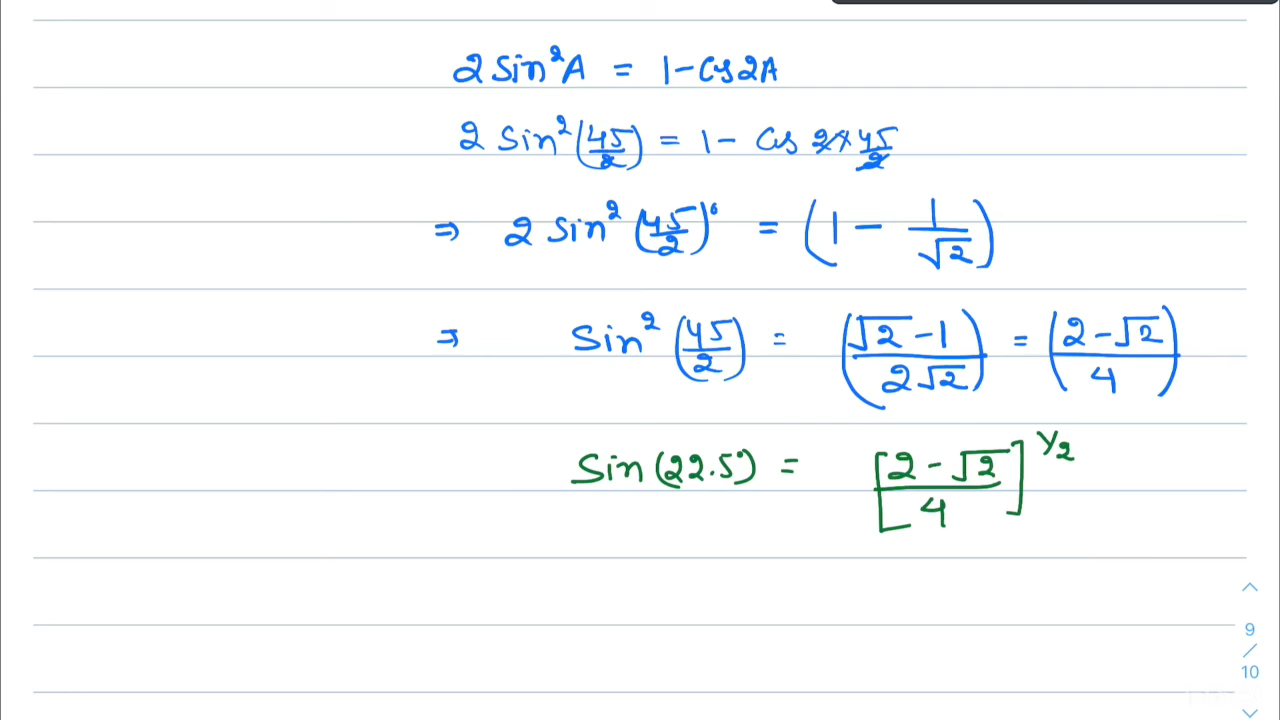 2 Sin²A = 1 - Cos 2A
2 Sin² (45/2) = 1 - Cos 2 × 45/2
⇒ 2 Sin² (45/2)° = (1 - 1/√2)
⇒ Sin² (45/2) = (√2 - 1 / 2√2) = (2 - √2 / 4)
Sin (22.5°) = [2 - √2 / 4]^1/2
9
/
10